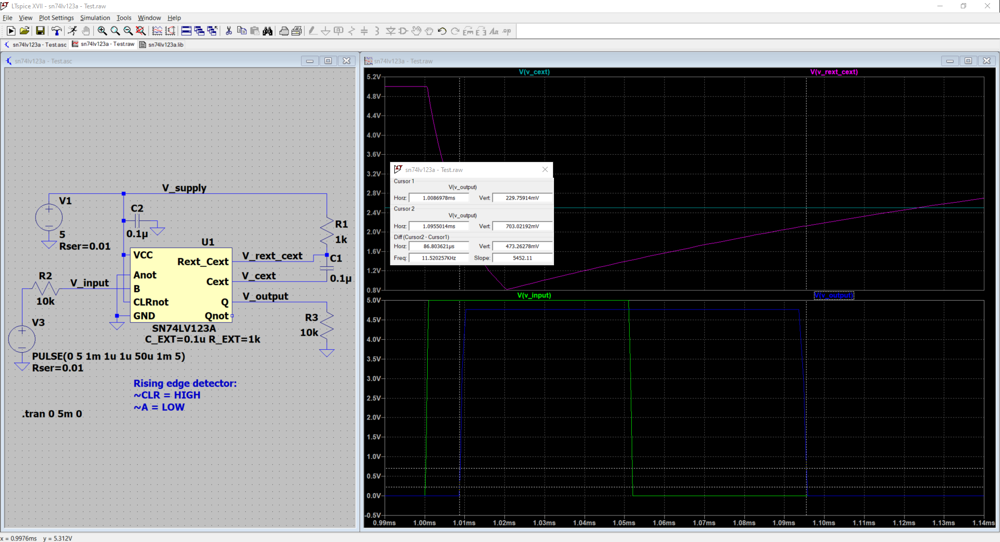 LTspice XVII - sn74lv123a - Test.raw
File View Plot Settings Simulation Tools Window Help
sn74lv123a - Test.asc sn74lv123a - Test.raw sn74lv123a.lib
sn74lv123a - Test.asc
V_supply
V1
5
Rser=0.01
C2
0.1µ
R1
1k
U1
VCC
Rext_Cext
V_rext_cext
C1
0.1µ
Anot
Cext
V_cext
R2
10k
V_input
B
CLRnot
Q
V_output
GND
Qnot
R3
10k
V3
SN74LV123A
C_EXT=0.1u R_EXT=1k
PULSE(0 5 1m 1u 1u 50u 1m 5)
Rser=0.01
Rising edge detector:
~CLR = HIGH
~A = LOW
.tran 0 5m 0
sn74lv123a - Test.raw
V(v_cext) V(v_rext_cext)
5.2V
4.8V
4.4V
4.0V
3.6V
3.2V
2.8V
2.4V
2.0V
1.6V
1.2V
0.8V
sn74lv123a - Test.raw
Cursor 1
V(v_output)
Horz: 1.0086978ms Vert: 229.75914mV
Cursor 2
V(v_output)
Horz: 1.0955014ms Vert: 703.02192mV
Diff (Cursor2 - Cursor1)
Horz: 86.803621µs Vert: 473.26278mV
Freq: 11.520257KHz Slope: 5452.11
V(v_input) V(v_output)
5.0V
4.5V
4.0V
3.5V
3.0V
2.5V
2.0V
1.5V
1.0V
0.5V
0.0V
-0.5V
0.99ms 1.00ms 1.01ms 1.02ms 1.03ms 1.04ms 1.05ms 1.06ms 1.07ms 1.08ms 1.09ms 1.10ms 1.11ms 1.12ms 1.13ms 1.14ms
x = 0.9976ms y = 5.312V